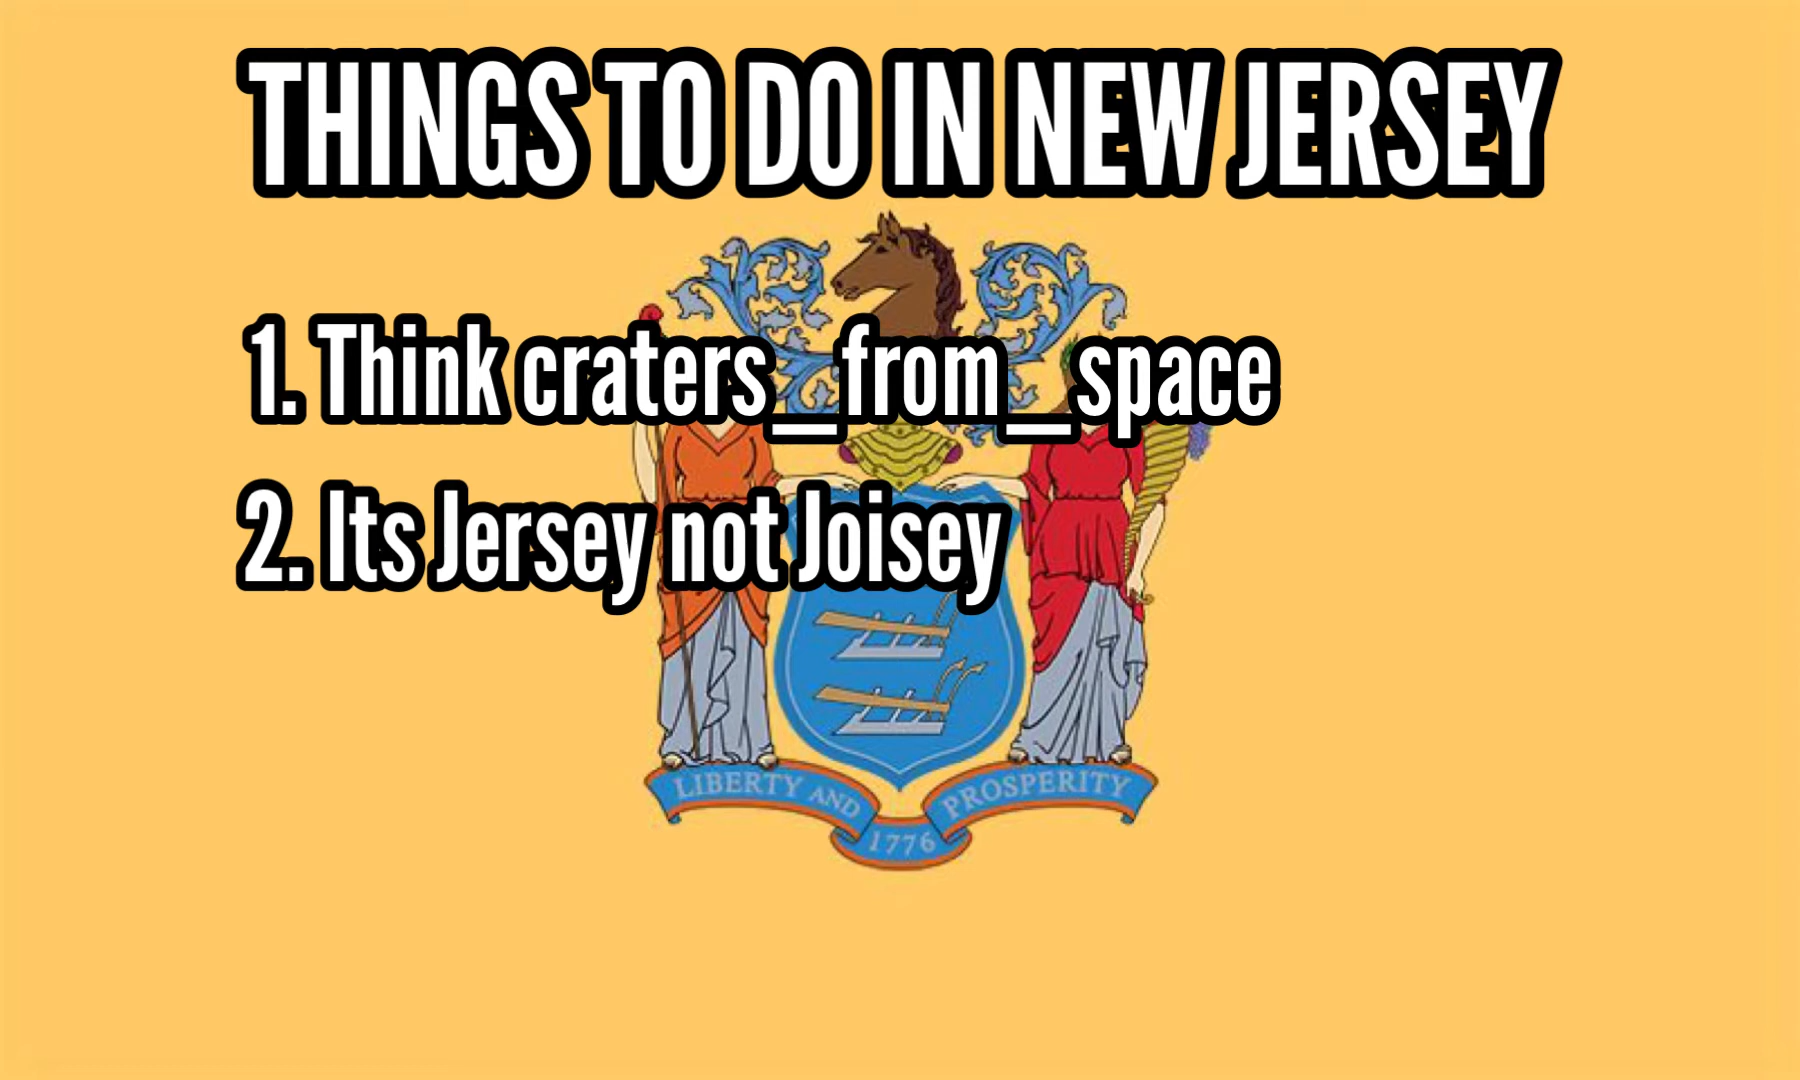 THINGS TO DO IN NEW JERSEY
1. Think craters_from_space
2. Its Jersey not Joisey
LIBERTY AND PROSPERITY
1776